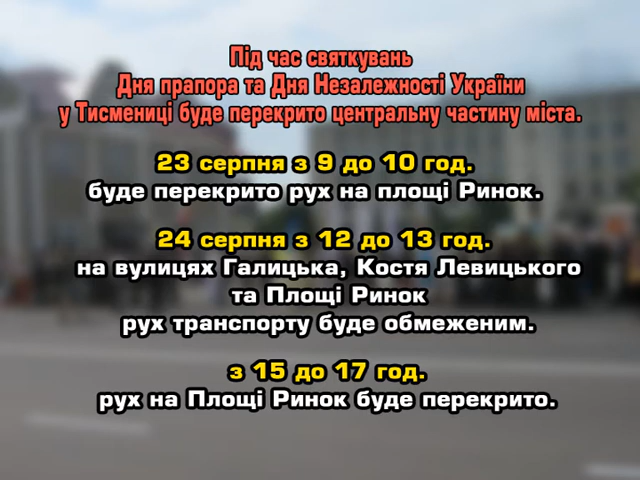 Під час святкувань
Дня прапора та Дня Незалежності України
у Тисмениці буде перекрито центральну частину міста.
23 серпня з 9 до 10 год.
буде перекрито рух на площі Ринок.
24 серпня з 12 до 13 год.
на вулицях Галицька, Костя Левицького
та Площі Ринок
рух транспорту буде обмеженим.
з 15 до 17 год.
рух на Площі Ринок буде перекрито.